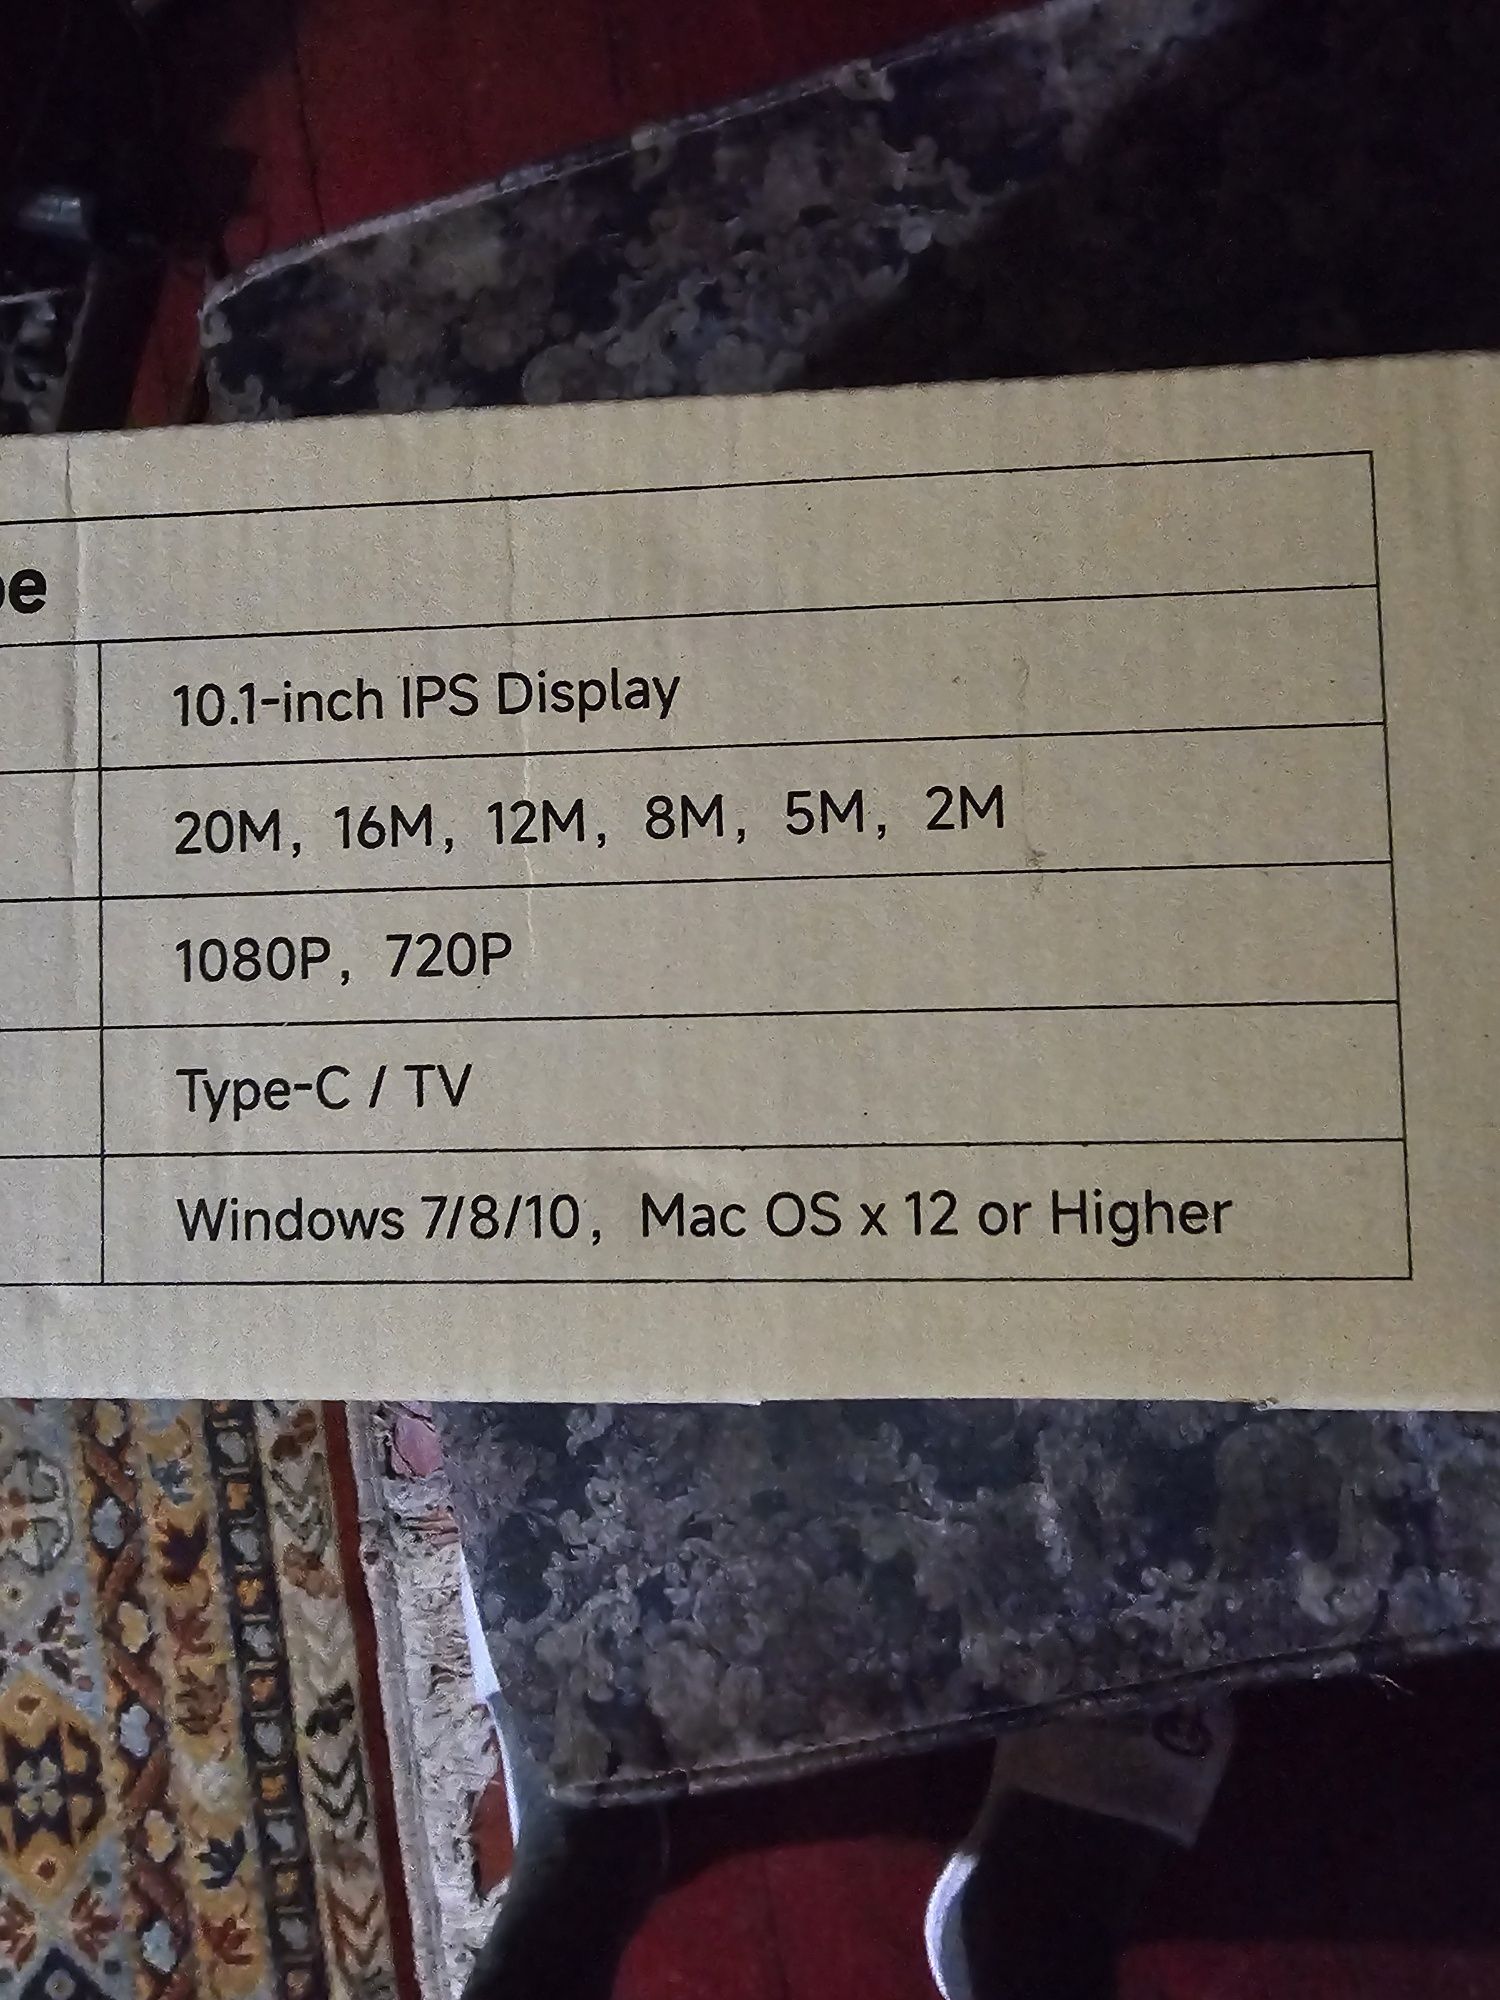 10.1-inch IPS Display
20M, 16M, 12M, 8M, 5M, 2M
1080P, 720P
Type-C / TV
Windows 7/8/10, Mac OS x 12 or Higher